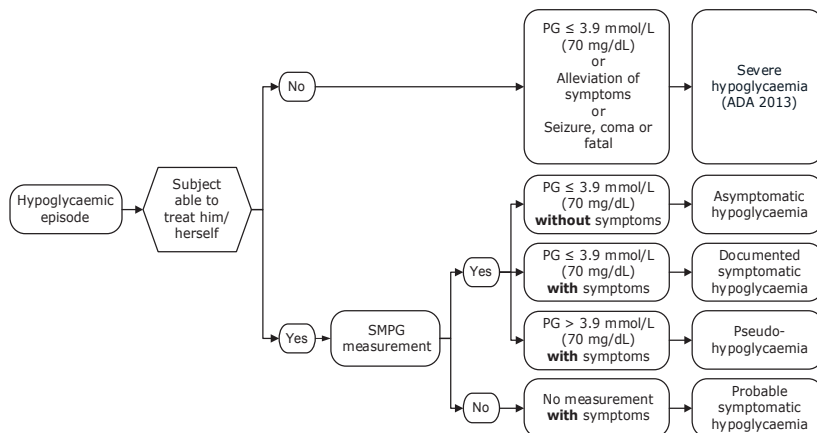 PG ≤ 3.9 mmol/L
(70 mg/dL)
or
Alleviation of
symptoms
or
Seizure, coma or
fatal
Severe
hypoglycaemia
(ADA 2013)
No
Hypoglycaemic
episode
Subject
able to
treat him/
herself
PG ≤ 3.9 mmol/L
(70 mg/dL)
without symptoms
Asymptomatic
hypoglycaemia
Yes
PG ≤ 3.9 mmol/L
(70 mg/dL)
with symptoms
Documented
symptomatic
hypoglycaemia
Yes
SMPG
measurement
PG > 3.9 mmol/L
(70 mg/dL)
with symptoms
Pseudo-
hypoglycaemia
No
No measurement
with symptoms
Probable
symptomatic
hypoglycaemia